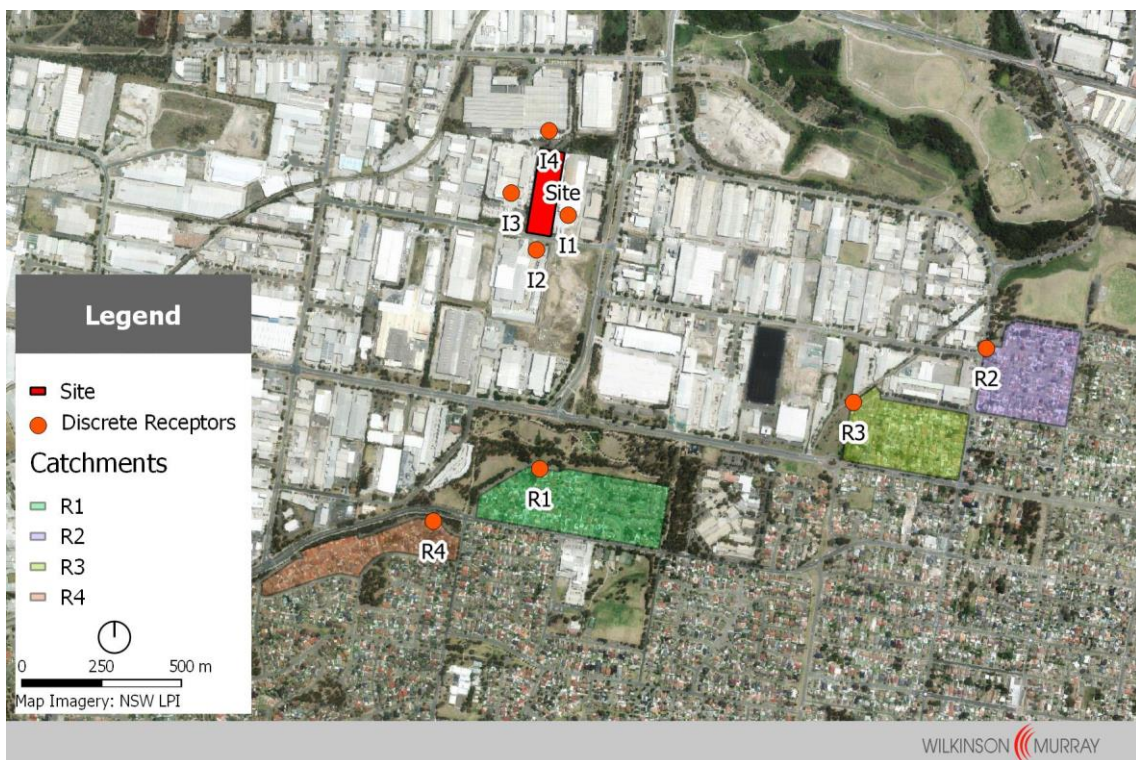 I4
Site
I3
I1
I2
Legend
Site
Discrete Receptors
Catchments
R1
R2
R3
R4
0 250 500 m
Map Imagery: NSW LPI
R2
R3
R1
R4
WILKINSON MURRAY